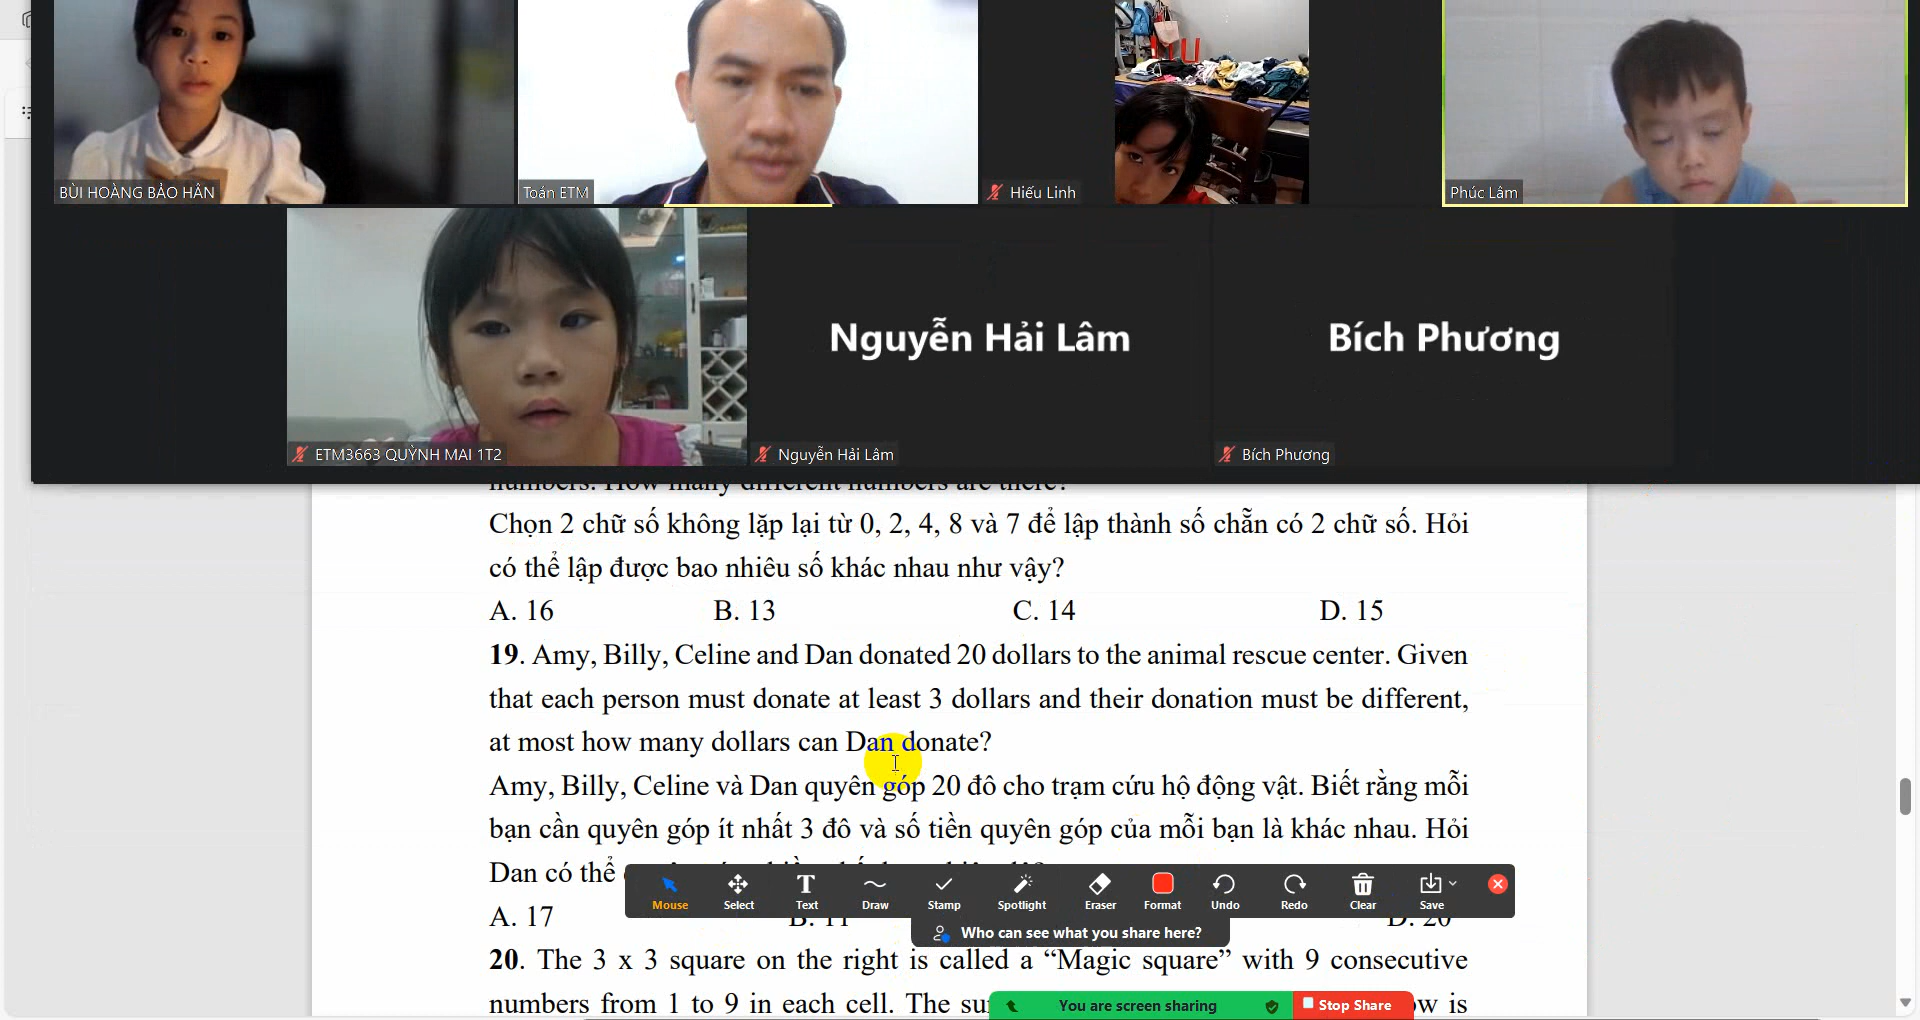 BÙI HOÀNG BẢO HÂN
Toán ETM
Hiếu Linh
Phúc Lâm
Nguyễn Hải Lâm
Bích Phương
ETM3663 QUỲNH MAI 1T2
Nguyễn Hải Lâm
Bích Phương
numbers. How many different numbers are there?
Chọn 2 chữ số không lặp lại từ 0, 2, 4, 8 và 7 để lập thành số chẵn có 2 chữ số. Hỏi
có thể lập được bao nhiêu số khác nhau như vậy?
A. 16 B. 13 C. 14 D. 15
19. Amy, Billy, Celine and Dan donated 20 dollars to the animal rescue center. Given
that each person must donate at least 3 dollars and their donation must be different,
at most how many dollars can Dan donate?
Amy, Billy, Celine và Dan quyên góp 20 đô cho trạm cứu hộ động vật. Biết rằng mỗi
bạn cần quyên góp ít nhất 3 đô và số tiền quyên góp của mỗi bạn là khác nhau. Hỏi
Dan có thể
Mouse Select Text Draw Stamp Spotlight Eraser Format Undo Redo Clear Save
A. 17 B. 11 D. 20
Who can see what you share here?
20. The 3 x 3 square on the right is called a “Magic square” with 9 consecutive
numbers from 1 to 9 in each cell. The is
You are screen sharing Stop Share